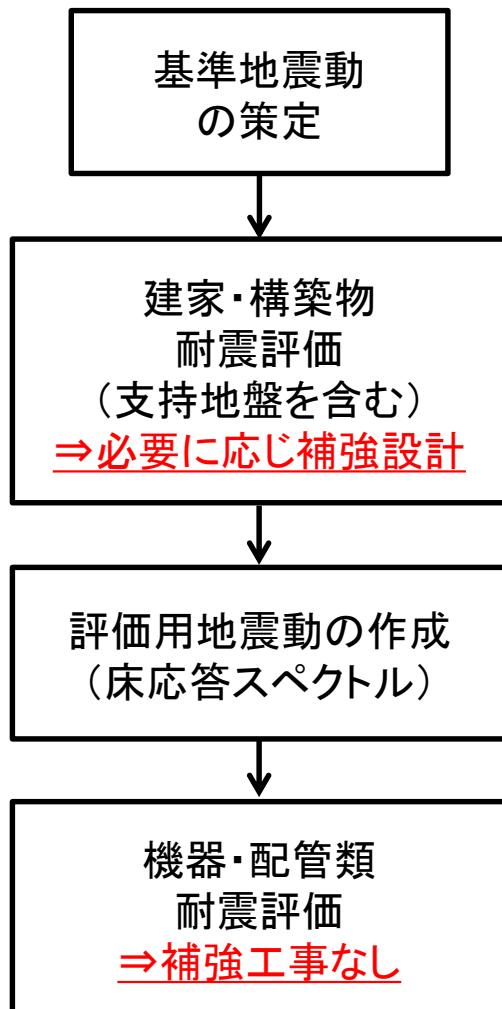 基準地震動
の策定
建家・構築物
耐震評価
（支持地盤を含む）
⇒必要に応じ補強設計
評価用地震動の作成
（床応答スペクトル）
機器・配管類
耐震評価
⇒補強工事なし